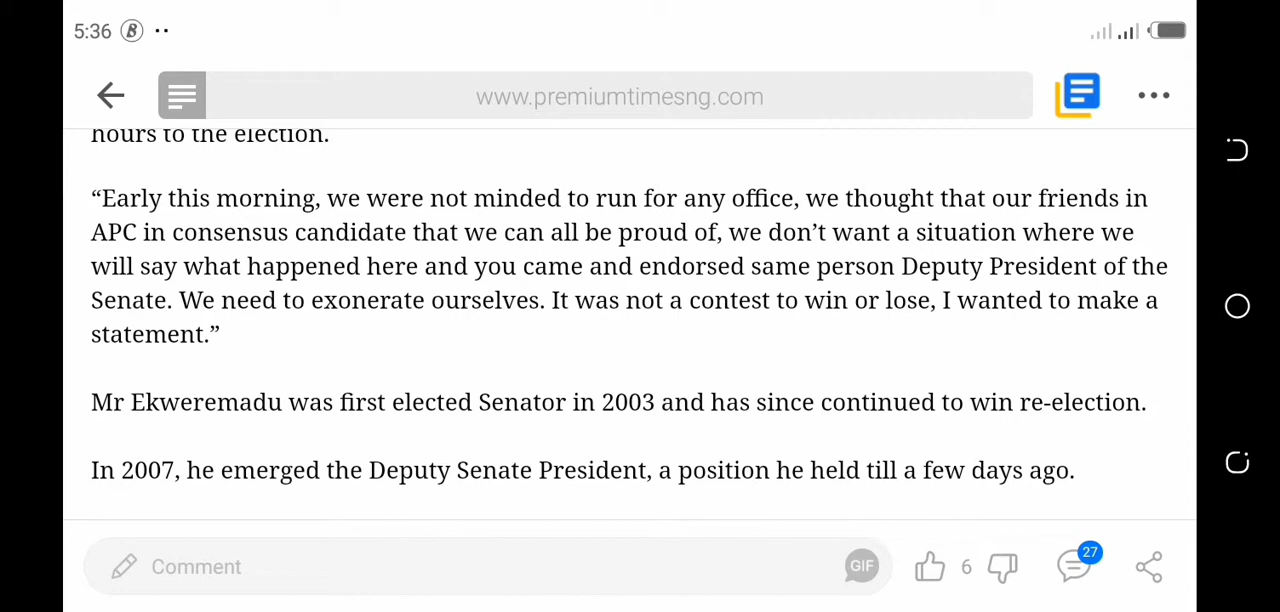 5:36
www.premiumtimesng.com
hours to the election.
“Early this morning, we were not minded to run for any office, we thought that our friends in
APC in consensus candidate that we can all be proud of, we don’t want a situation where we
will say what happened here and you came and endorsed same person Deputy President of the
Senate. We need to exonerate ourselves. It was not a contest to win or lose, I wanted to make a
statement.”
Mr Ekweremadu was first elected Senator in 2003 and has since continued to win re-election.
In 2007, he emerged the Deputy Senate President, a position he held till a few days ago.
Comment GIF 6 27